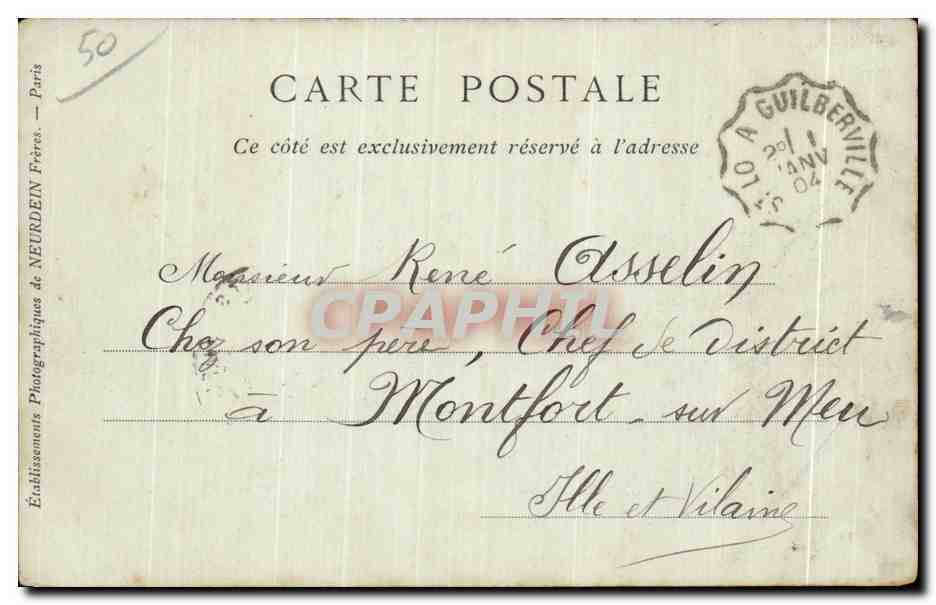 50
CARTE POSTALE
Ce côté est exclusivement réservé à l'adresse
St LO A GUILBERVILLE
1
JANV
04
Monsieur René Asselin
CPAPHIL
Chez son père, Chef de District
à Montfort-sur Meu
Ille et Vilaine
Établissements Photographiques de NEURDEIN Frères. — Paris